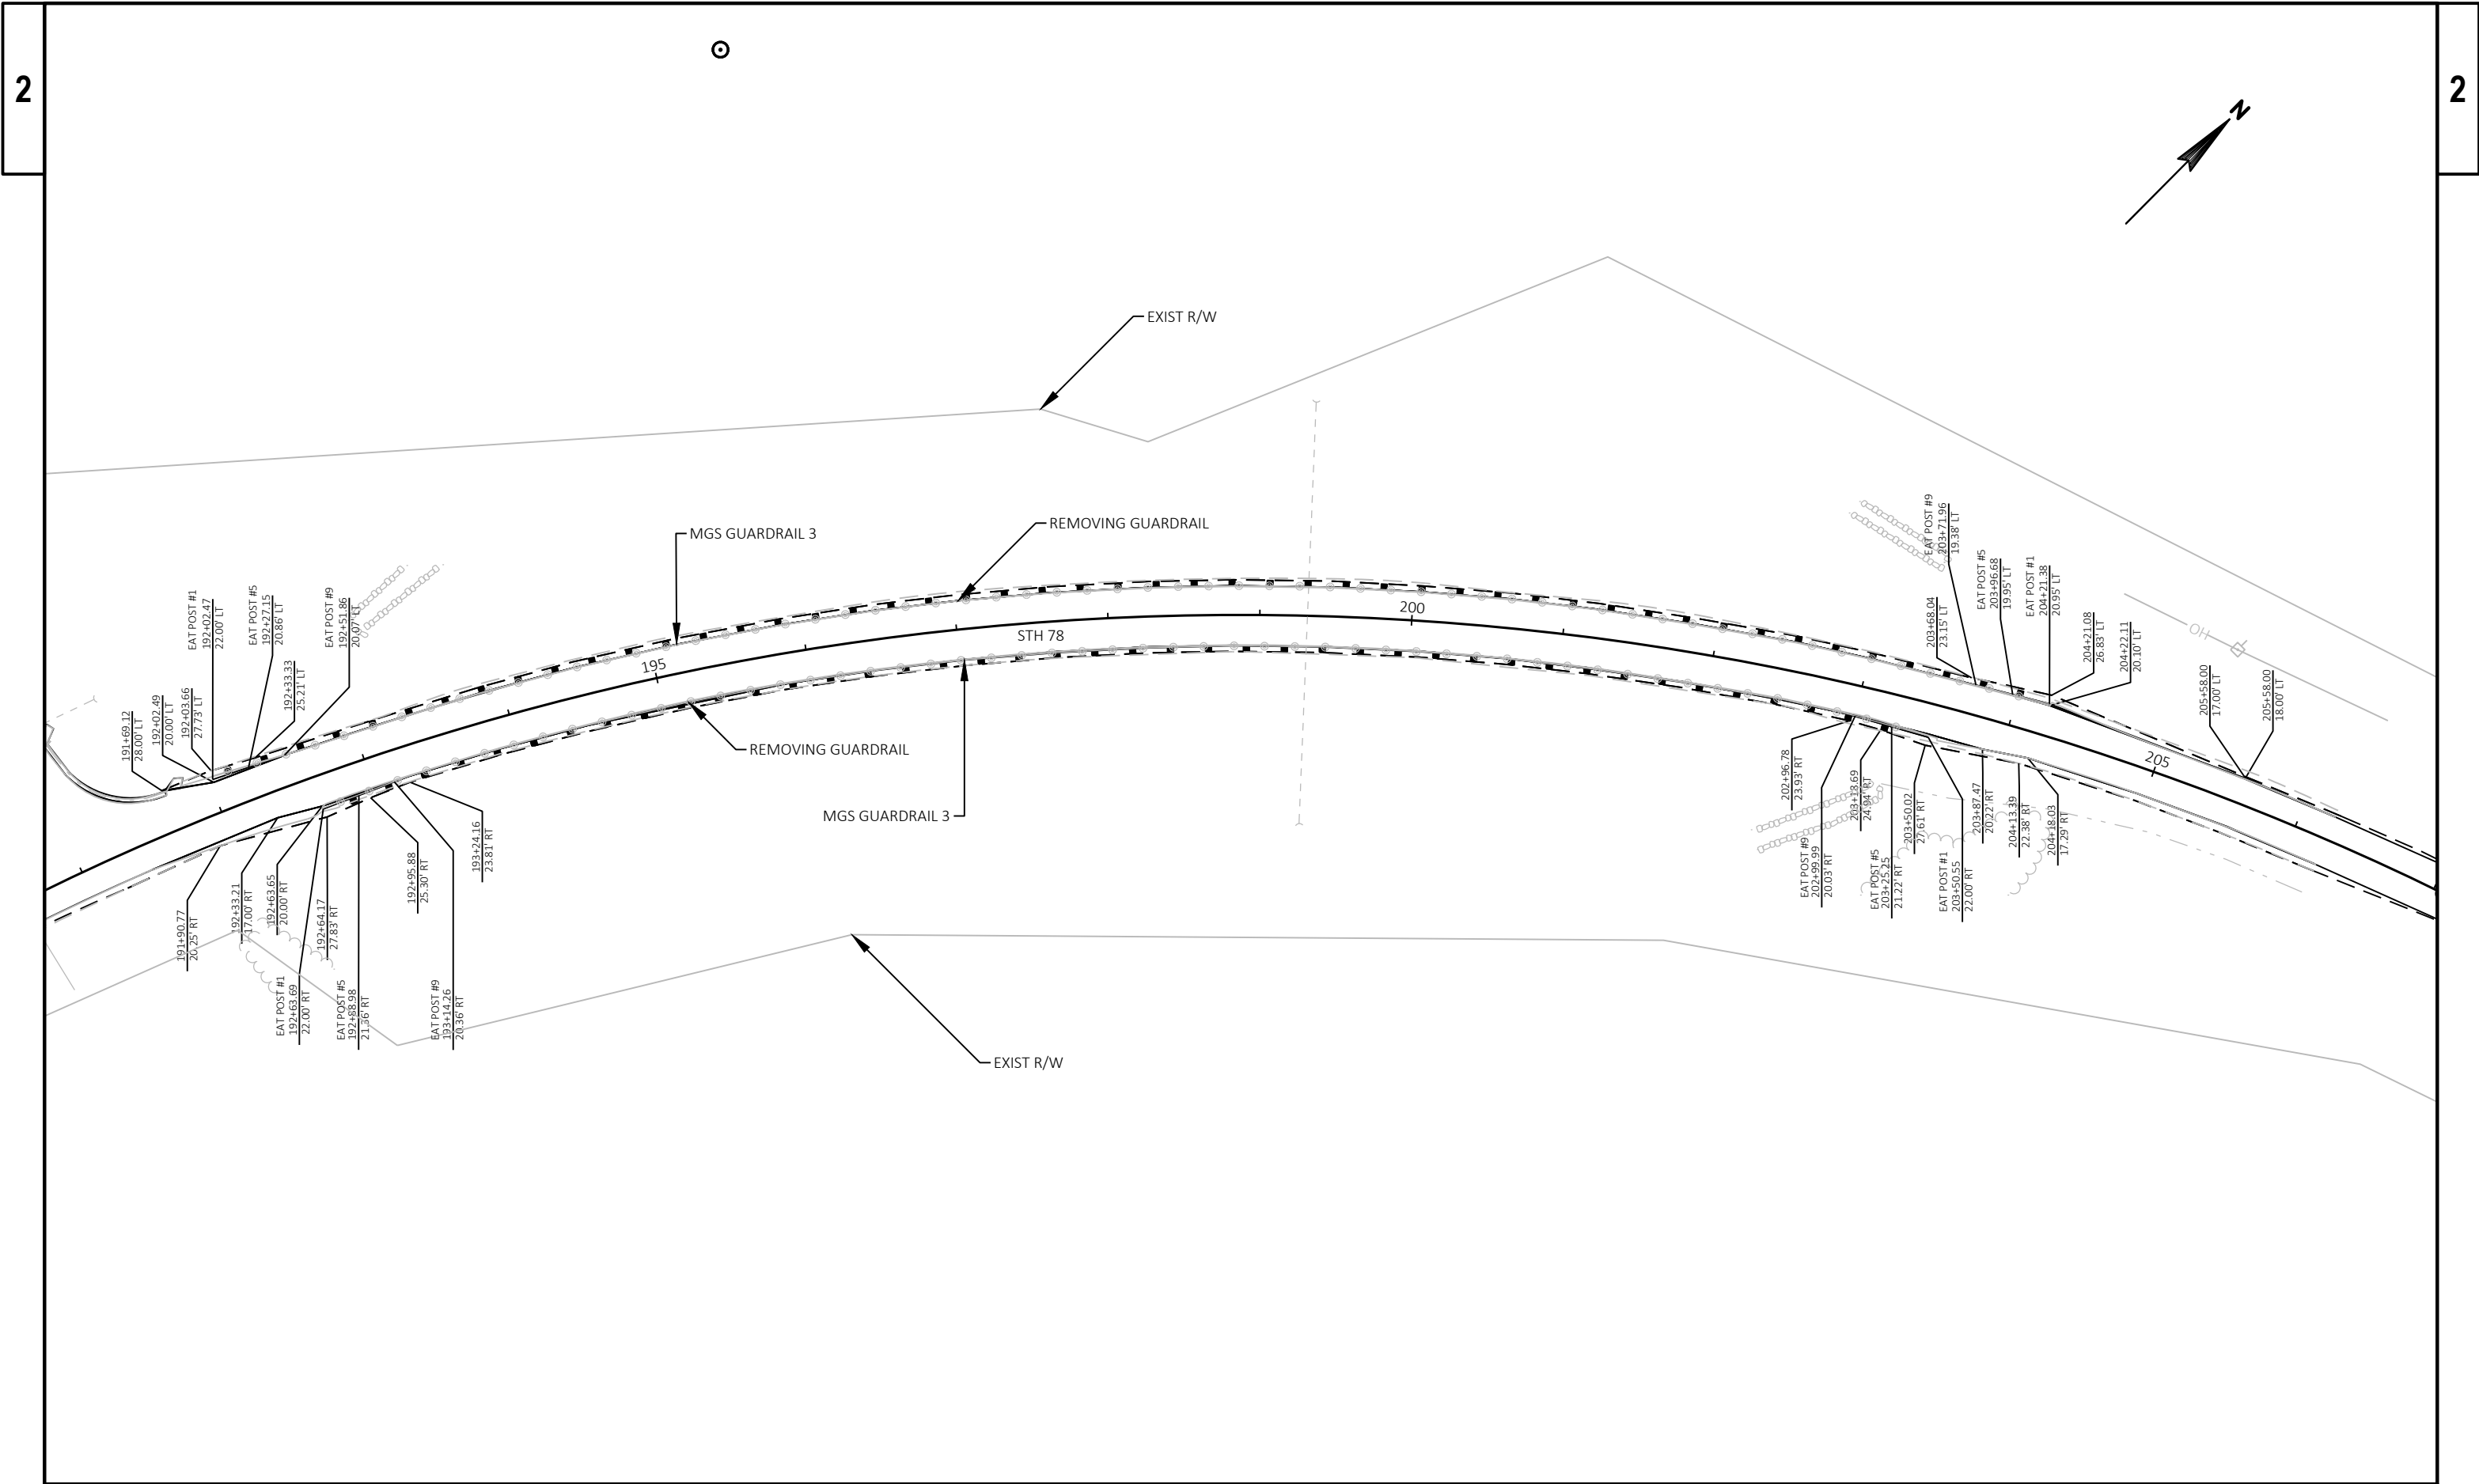 2
2
N
EXIST R/W
MGS GUARDRAIL 3
REMOVING GUARDRAIL
STH 78
195
200
205
OH
REMOVING GUARDRAIL
MGS GUARDRAIL 3
EXIST R/W
191+69.12
28.00' LT
192+02.49
20.00' LT
192+03.66
27.73' LT
EAT POST #1
192+02.47
22.00' LT
EAT POST #5
192+27.15
20.86' LT
192+33.33
25.21' LT
EAT POST #9
192+51.86
20.07' LT
EAT POST #9
203+71.96
19.38' LT
203+68.04
23.15' LT
EAT POST #5
203+96.68
19.95' LT
EAT POST #1
204+21.38
20.95' LT
204+21.08
26.83' LT
204+22.11
20.10' LT
205+58.00
17.00' LT
205+58.00
18.00' LT
191+90.77
20.25' RT
192+33.21
17.00' RT
192+63.65
20.00' RT
EAT POST #1
192+63.69
22.00' RT
192+64.17
27.83' RT
EAT POST #5
192+88.98
21.36' RT
192+95.88
25.30' RT
EAT POST #9
193+14.26
20.36' RT
193+24.16
23.81' RT
202+96.78
23.93' RT
EAT POST #9
202+99.99
20.03' RT
203+18.69
24.94' RT
EAT POST #5
203+25.25
21.22' RT
203+50.02
27.61' RT
EAT POST #1
203+50.55
22.00' RT
203+87.47
20.22' RT
204+13.39
22.38' RT
204+18.03
17.29' RT